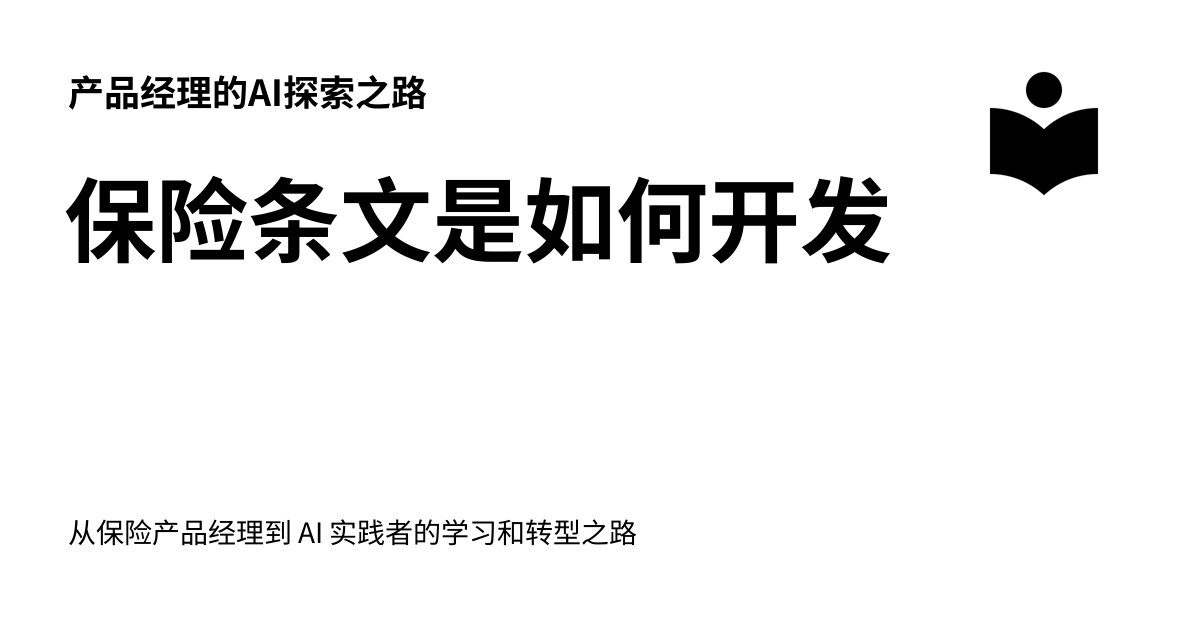 产品经理的AI探索之路
保险条文是如何开发
从保险产品经理到 AI 实践者的学习和转型之路